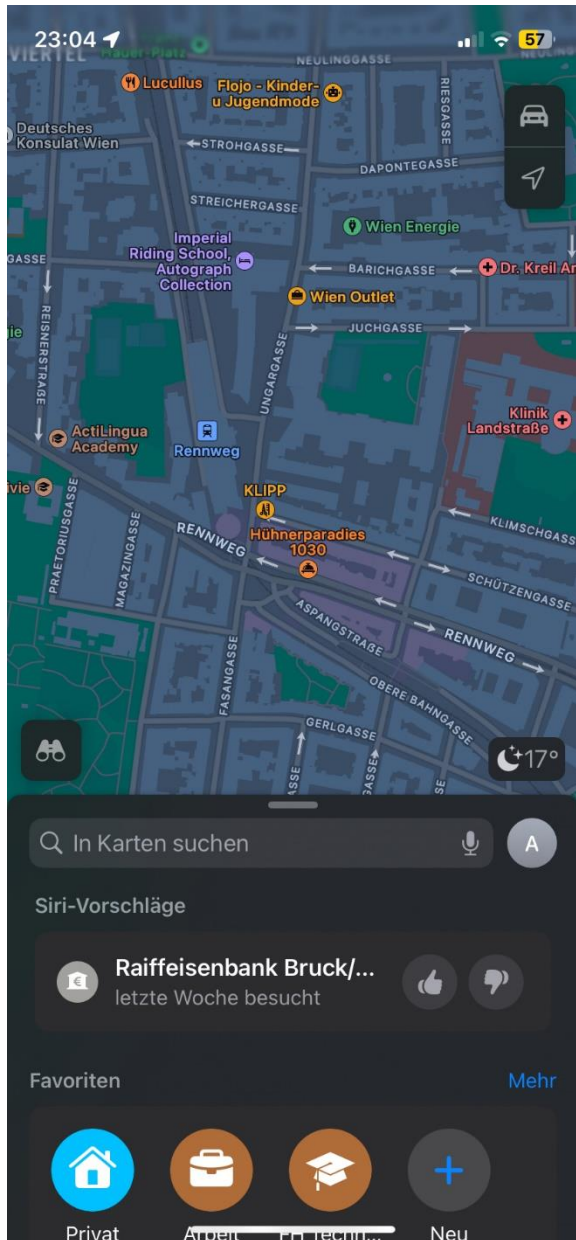 23:04
57
VIERTEL
NEULINGGASSE
Lucullus
Flojo - Kinder-
u Jugendmode
RIESGASSE
Deutsches
Konsulat Wien
STROHGASSE
DAPONTEGASSE
STREICHERGASSE
Wien Energie
Imperial
Riding School,
Autograph
Collection
GASSE
BARICHGASSE
Dr. Kreil Ar
Wien Outlet
REISNERSTRAßE
JUCHGASSE
UNGARGASSE
Klinik
Landstraße
ActiLingua
Academy
Rennweg
KLIPP
PRAETORIUSGASSE
MAGAZINGASSE
RENNWEG
Hühnerparadies
1030
KLIMSCHGASS
SCHÜTZENGASSE
ASPANGSTRAßE
RENNWEG
FASANGASSE
OBERE BAHNGASSE
GERLGASSE
17°
In Karten suchen
A
Siri-Vorschläge
Raiffeisenbank Bruck/...
letzte Woche besucht
Favoriten
Mehr
Privat
Arbeit
FH Techn...
Neu